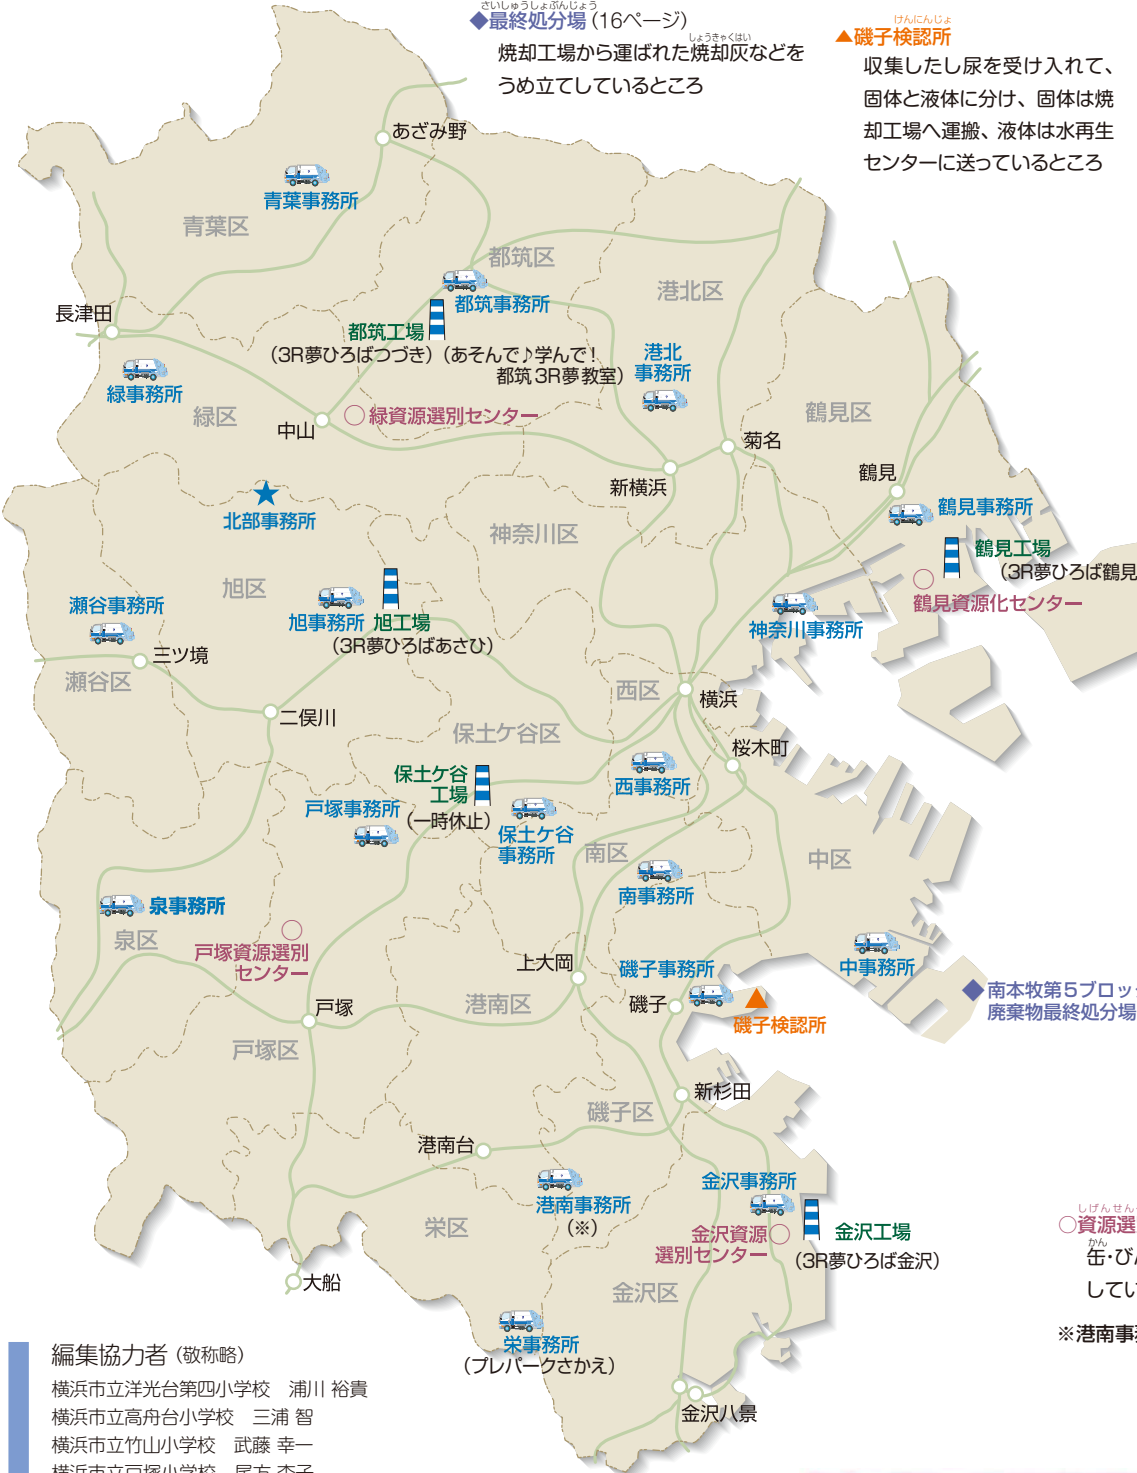 さいしゅうしょぶんじょう
◆最終処分場(16ページ)
しょうきゃくはい
焼却工場から運ばれた焼却灰などを
うめ立てしているところ
けんにんじょ
▲磯子検認所
収集したし尿を受け入れて、
固体と液体に分け、固体は焼
却工場へ運搬、液体は水再生
センターに送っているところ
あざみ野
青葉事務所
青葉区
都筑区
港北区
都筑事務所
長津田
都筑工場
(3R夢ひろばつづき)(あそんで♪学んで!
都筑3R夢教室)
港北
事務所
緑事務所
緑区
中山
○緑資源選別センター
鶴見区
菊名
新横浜
鶴見
鶴見事務所
★
北部事務所
神奈川区
鶴見工場
(3R夢ひろば鶴見
○
鶴見資源化センター
旭区
瀬谷事務所
旭事務所
旭工場
(3R夢ひろばあさひ)
神奈川事務所
三ツ境
瀬谷区
西区
横浜
二俣川
保土ケ谷区
桜木町
保土ケ谷
工場
(一時休止)
西事務所
戸塚事務所
保土ケ谷
事務所
南区
中区
南事務所
泉事務所
泉区
○
戸塚資源選別
センター
上大岡
磯子事務所
中事務所
磯子
▲
磯子検認所
◆南本牧第5ブロッ
廃棄物最終処分場
戸塚
港南区
戸塚区
新杉田
磯子区
港南台
港南事務所
(※)
金沢事務所
栄区
金沢資源○
選別センター
金沢工場
(3R夢ひろば金沢)
しげんせん
○資源選
かん
缶・び
してい
大船
金沢区
※港南事
栄事務所
(プレパークさかえ)
金沢八景
編集協力者(敬称略)
横浜市立洋光台第四小学校 浦川 裕貴
横浜市立高舟台小学校 三浦 智
横浜市立竹山小学校 武藤 幸一
横浜市立戸塚小学校 尾方 杏子